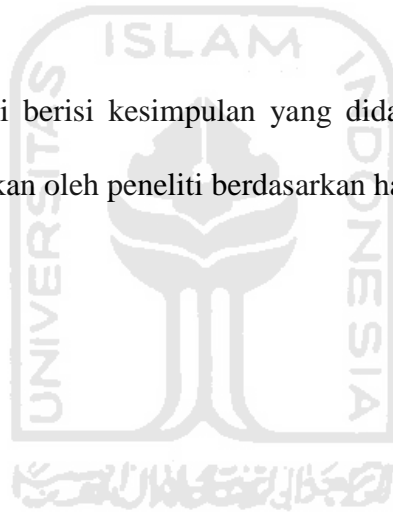 ISLAM
UNIVERSITAS
INDONESIA
i berisi kesimpulan yang dida
kan oleh peneliti berdasarkan ha